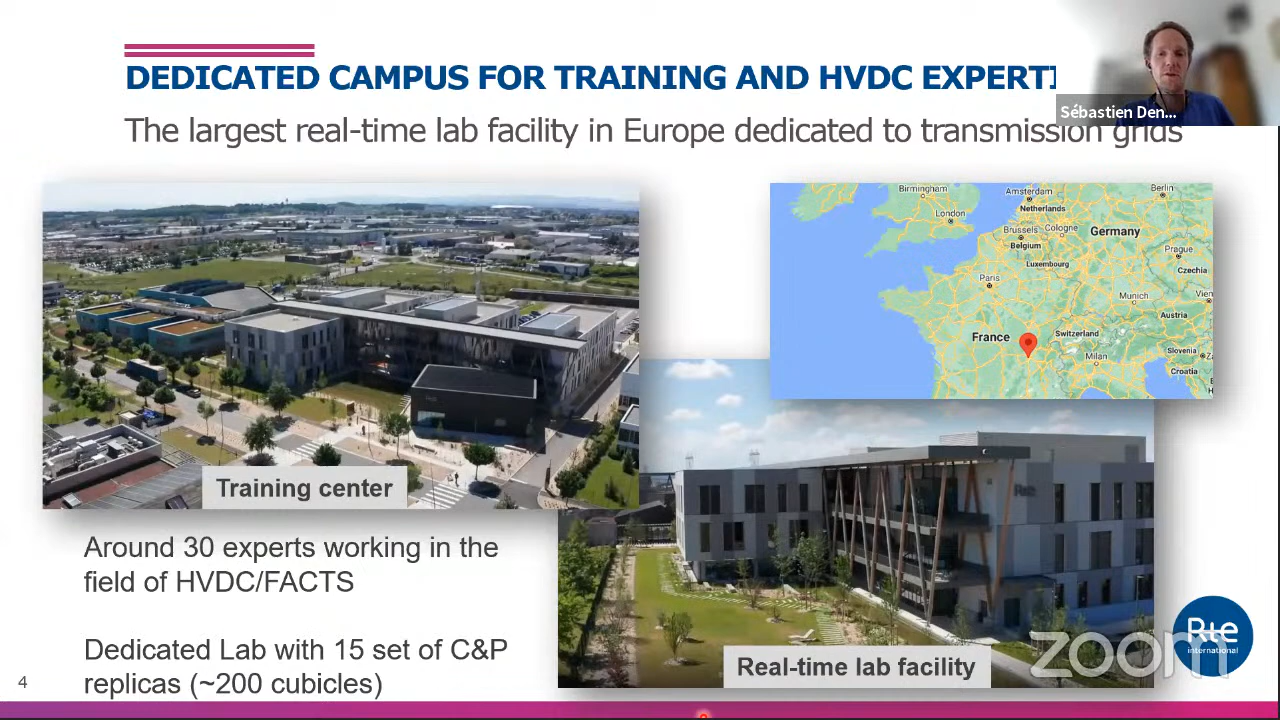 DEDICATED CAMPUS FOR TRAINING AND HVDC EXPERTI
Sébastien Den...
The largest real-time lab facility in Europe dedicated to transmission grids
Birmingham
London
Amsterdam
Netherlands
Berlin
Brussels
Cologne
Belgium
Germany
Luxembourg
Prague
Czechia
Paris
Munich
Vien
Austria
France
Switzerland
Milan
Slovenia
Croatia
Training center
Around 30 experts working in the
field of HVDC/FACTS
Dedicated Lab with 15 set of C&P
replicas (~200 cubicles)
Real-time lab facility
Rte
international
zoom
4